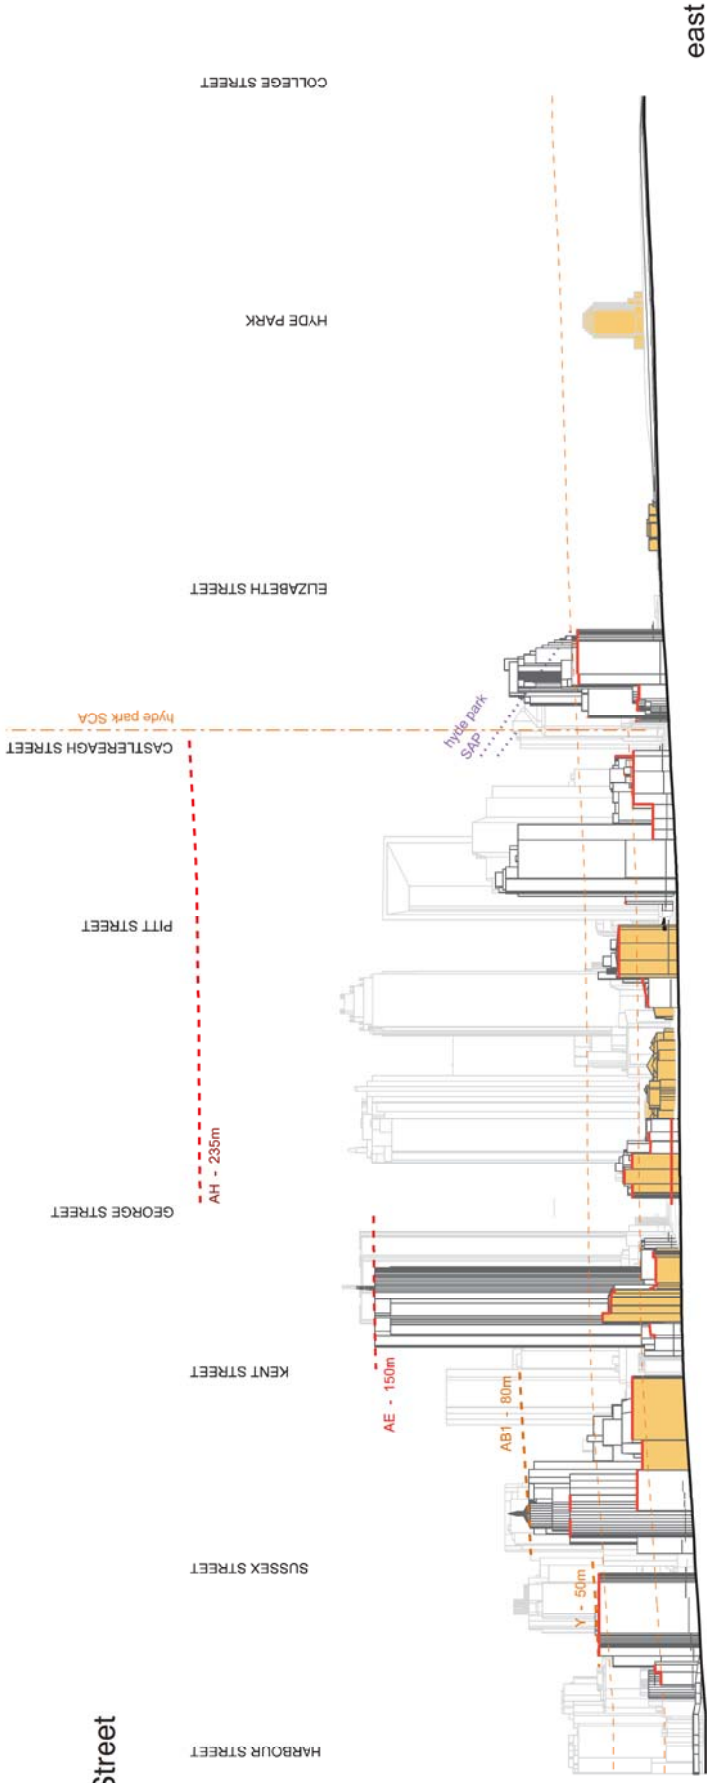 east
COLLEGE STREET
HYDE PARK
ELIZABETH STREET
hyde park SCA
CASTLEREAGH STREET
hyde park
SAP
PITT STREET
AH - 235m
GEORGE STREET
KENT STREET
AE - 150m
AB1 - 80m
SUSSEX STREET
Y - 50m
HARBOUR STREET
Street